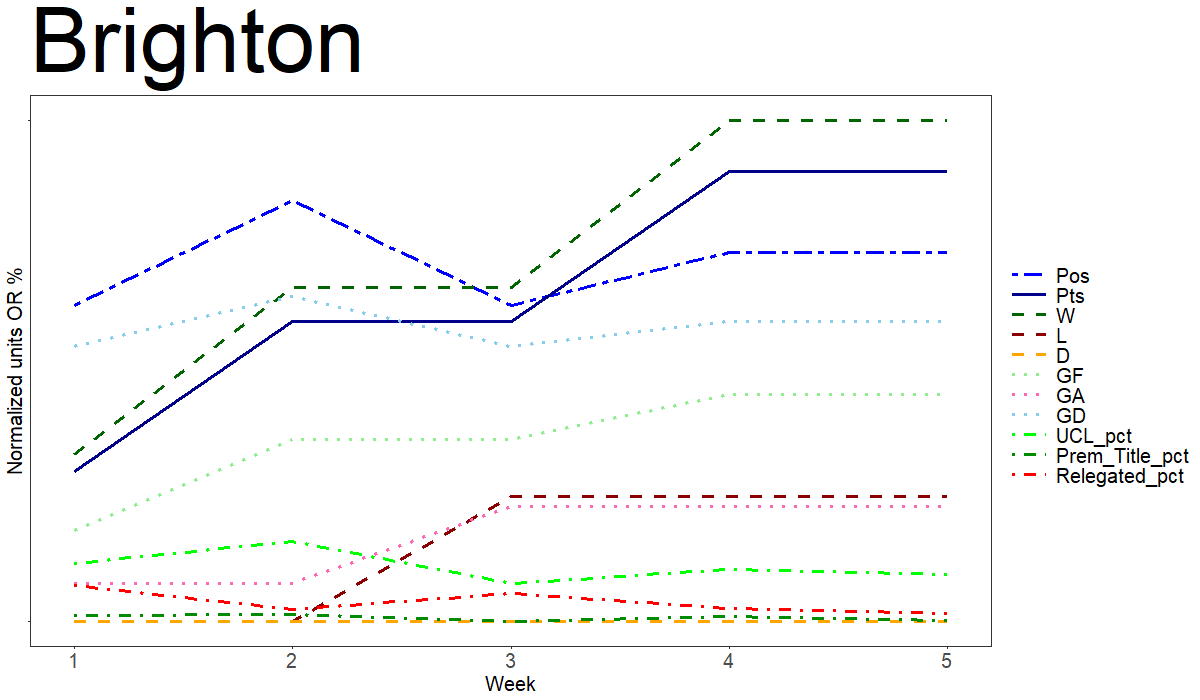 Brighton
Normalized units OR %
Pos
Pts
W
L
D
GF
GA
GD
UCL_pct
Prem_Title_pct
Relegated_pct
1 2 3 4 5
Week